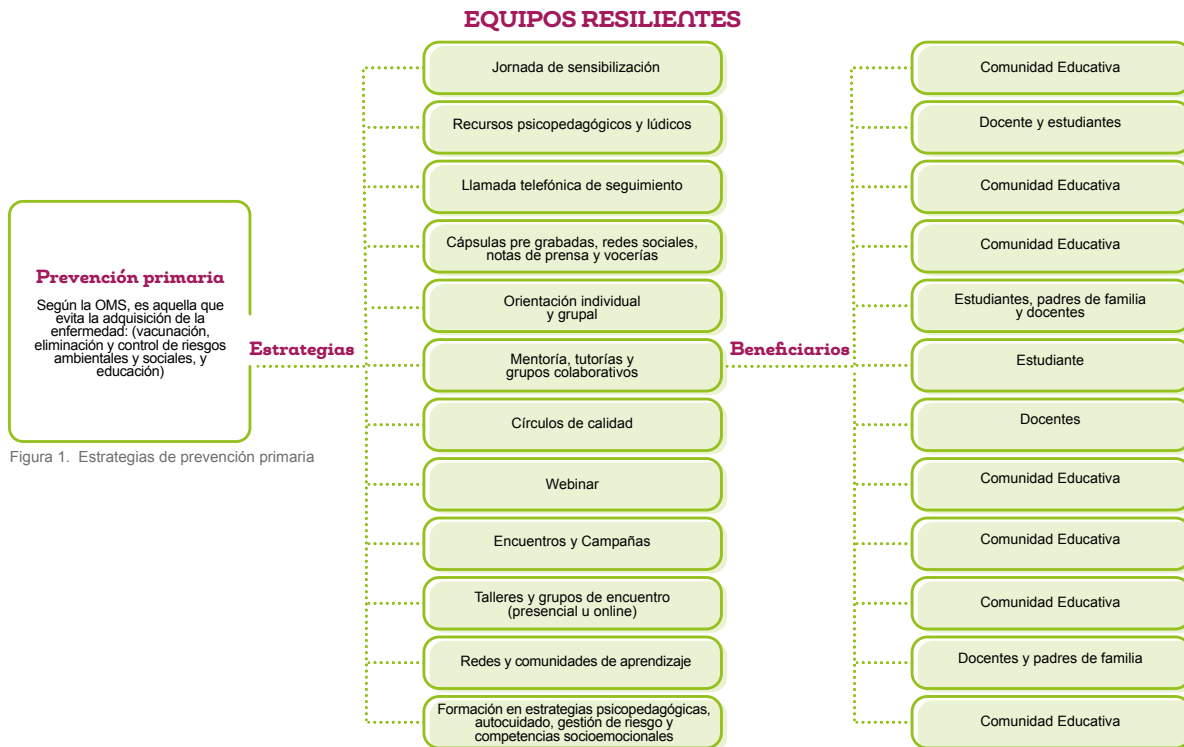 EQUIPOS RESILIENTES
Prevención primaria
Según la OMS, es aquella que
evita la adquisición de la
enfermedad: (vacunación,
eliminación y control de riesgos
ambientales y sociales, y
educación)
Figura 1. Estrategias de prevención primaria
Estrategias
Jornada de sensibilización
Recursos psicopedagógicos y lúdicos
Llamada telefónica de seguimiento
Cápsulas pre grabadas, redes sociales,
notas de prensa y vocerías
Orientación individual
y grupal
Mentoría, tutorías y
grupos colaborativos
Círculos de calidad
Webinar
Encuentros y Campañas
Talleres y grupos de encuentro
(presencial u online)
Redes y comunidades de aprendizaje
Formación en estrategias psicopedagógicas,
autocuidado, gestión de riesgo y
competencias socioemocionales
Beneficiarios
Comunidad Educativa
Docente y estudiantes
Comunidad Educativa
Comunidad Educativa
Estudiantes, padres de familia
y docentes
Estudiante
Docentes
Comunidad Educativa
Comunidad Educativa
Comunidad Educativa
Docentes y padres de familia
Comunidad Educativa